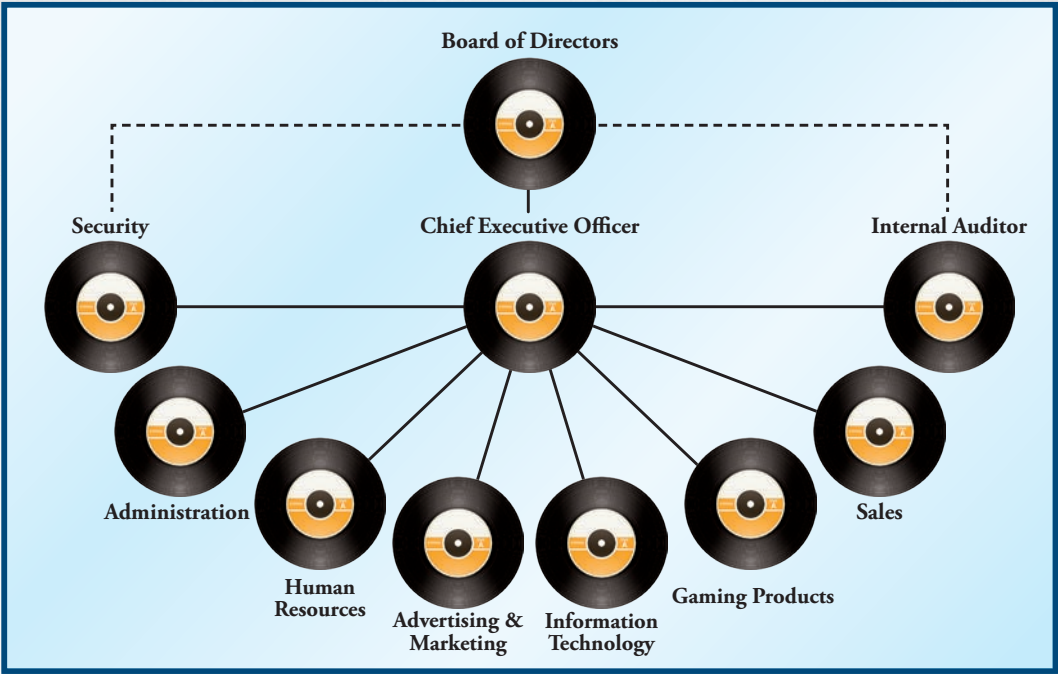 Board of Directors
Security
Chief Executive Officer
Internal Auditor
Administration
Sales
Human
Resources
Gaming Products
Advertising &
Marketing
Information
Technology